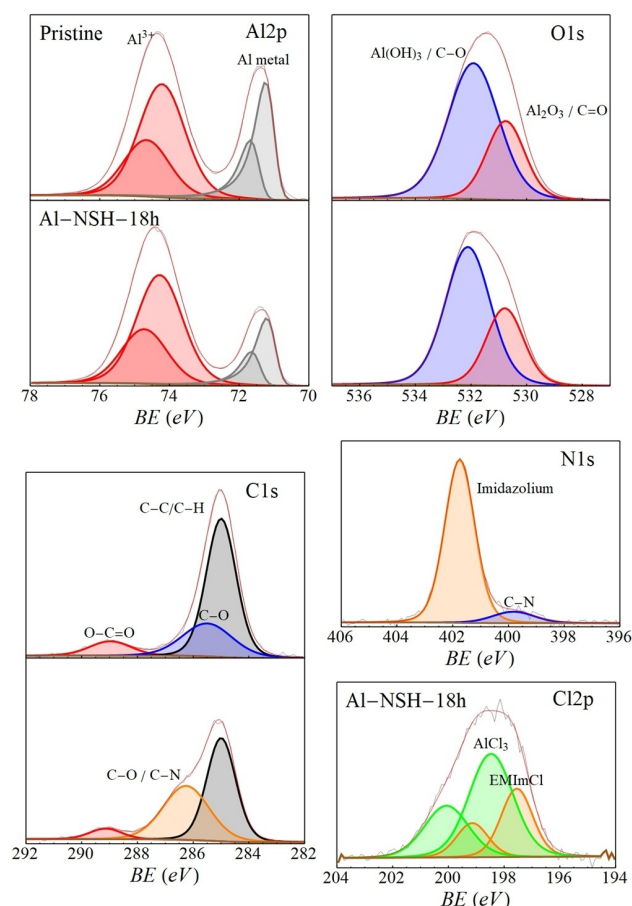 Pristine
Al2p
Al³⁺
Al metal
O1s
Al(OH)₃ / C−O
Al₂O₃ / C=O
Al−NSH−18h
78 76 74 72 70
BE (eV)
536 534 532 530 528
BE (eV)
C1s
C−C/C−H
C−O
O−C=O
C−O / C−N
292 290 288 286 284 282
BE (eV)
N1s
Imidazolium
C−N
406 404 402 400 398 396
BE (eV)
Al−NSH−18h
Cl2p
AlCl₃
EMImCl
204 202 200 198 196 194
BE (eV)